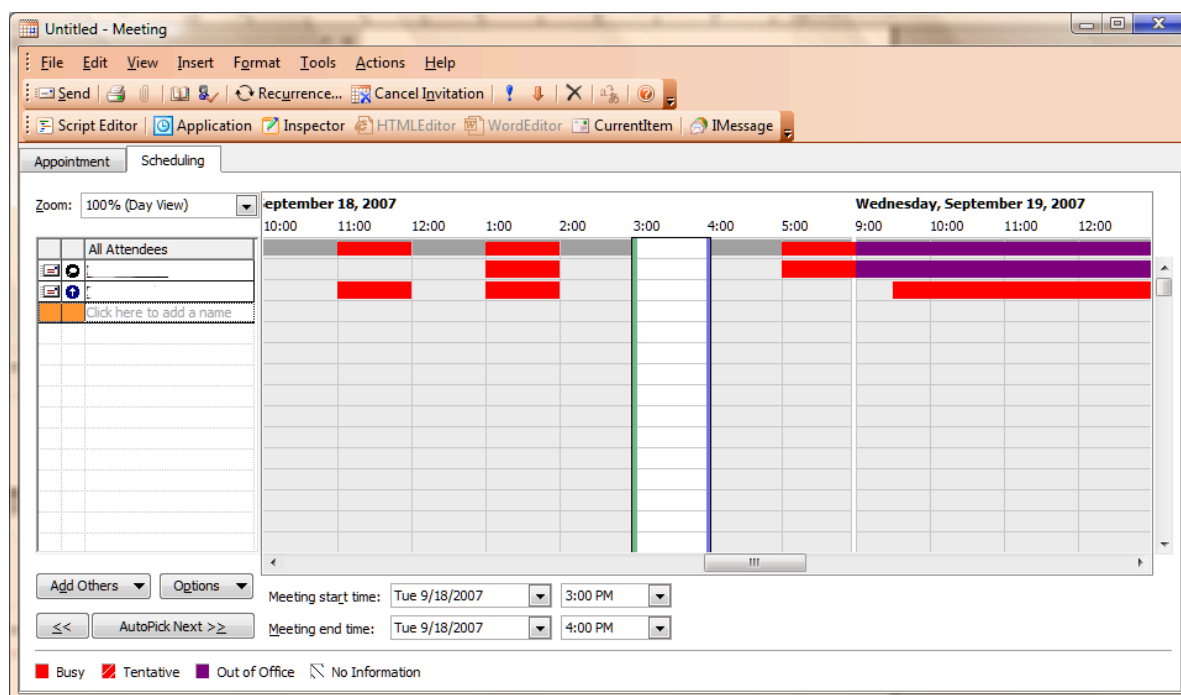 Untitled - Meeting
File Edit View Insert Format Tools Actions Help
Send Recurrence... Cancel Invitation
Script Editor Application Inspector HTMLEditor WordEditor CurrentItem IMessage
Appointment Scheduling
Zoom: 100% (Day View) eptember 18, 2007 Wednesday, September 19, 2007
10:00 11:00 12:00 1:00 2:00 3:00 4:00 5:00 9:00 10:00 11:00 12:00
All Attendees
Click here to add a name
Add Others Options Meeting start time: Tue 9/18/2007 3:00 PM
<< AutoPick Next >> Meeting end time: Tue 9/18/2007 4:00 PM
Busy Tentative Out of Office No Information